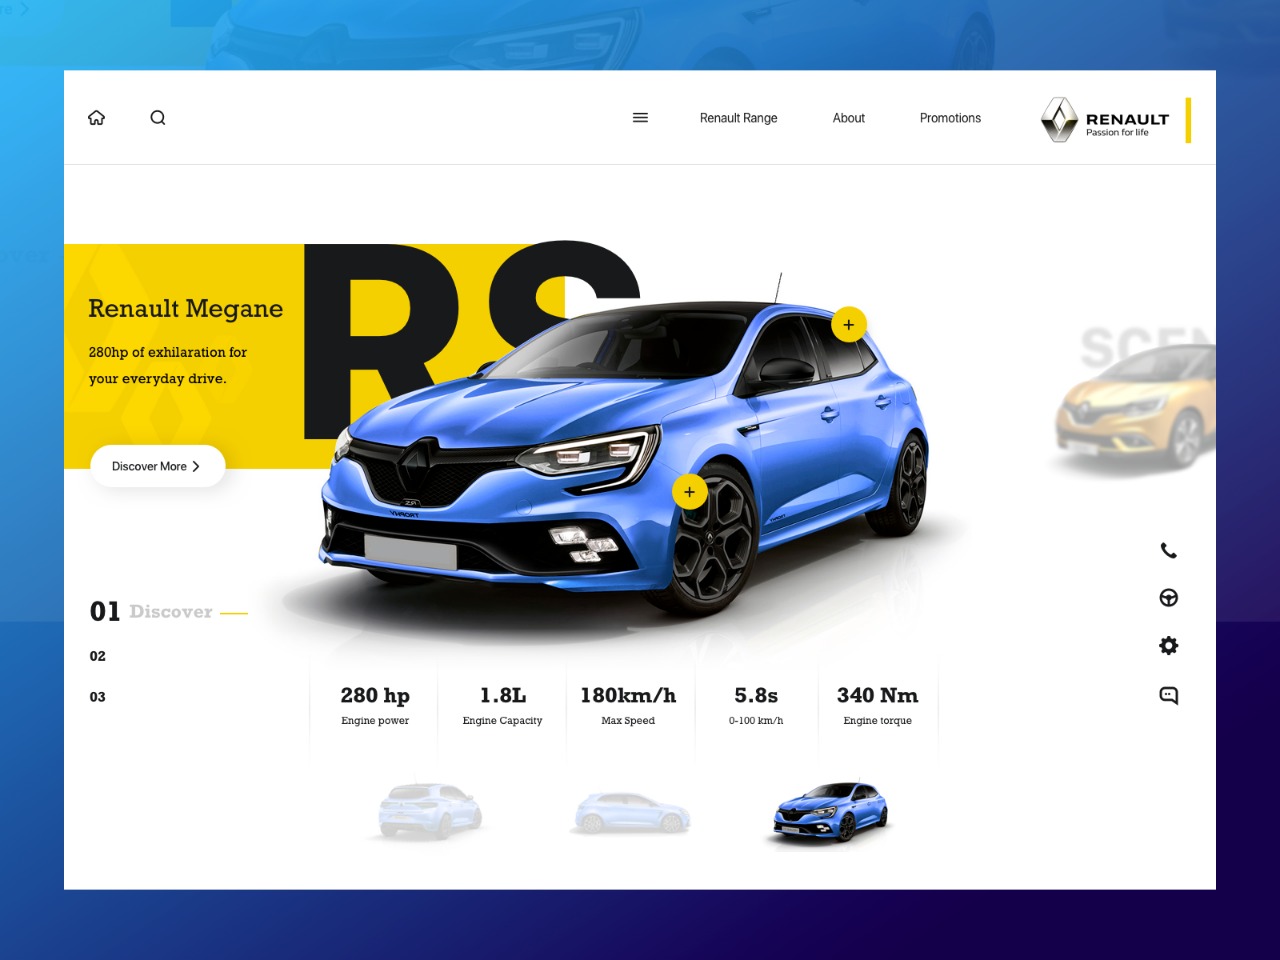 Renault Range
About
Promotions
RENAULT
Passion for life
RS
Renault Megane
280hp of exhilaration for
your everyday drive.
Discover More
SCEN
01 Discover
02
03
280 hp
Engine power
1.8L
Engine Capacity
180km/h
Max Speed
5.8s
0-100 km/h
340 Nm
Engine torque